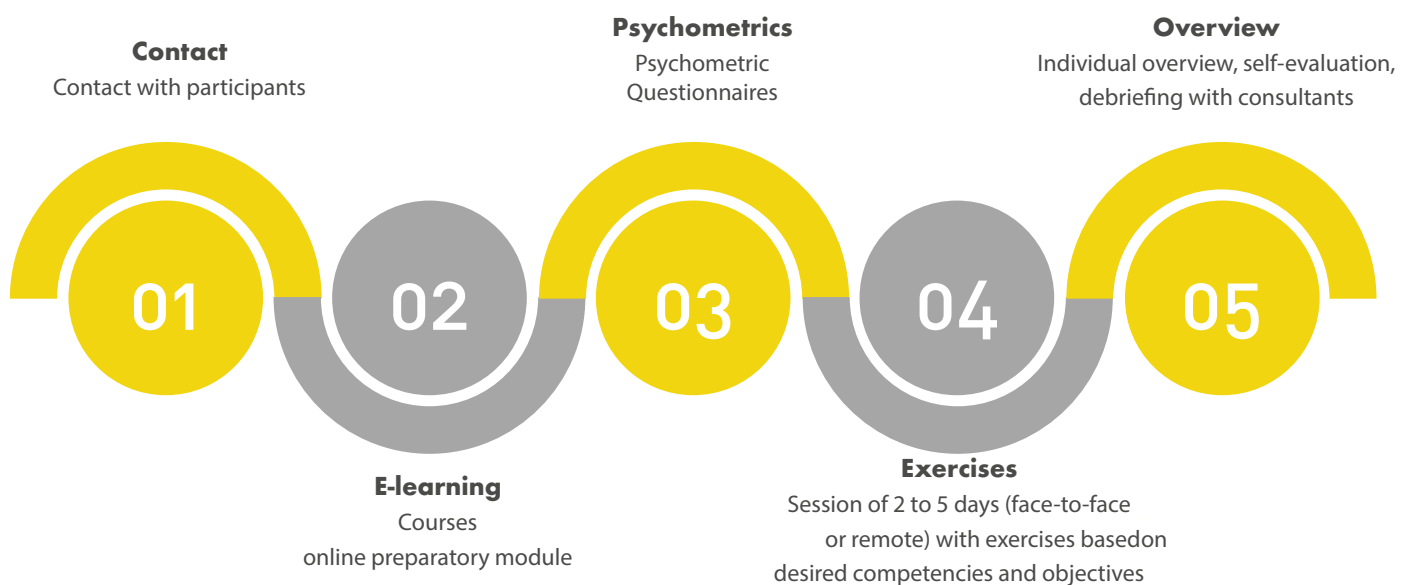 Contact
Contact with participants
01
E-learning
Courses
online preparatory module
02
Psychometrics
Psychometric
Questionnaires
03
Exercises
Session of 2 to 5 days (face-to-face
or remote) with exercises basedon
desired competencies and objectives
04
Overview
Individual overview, self-evaluation,
debriefing with consultants
05